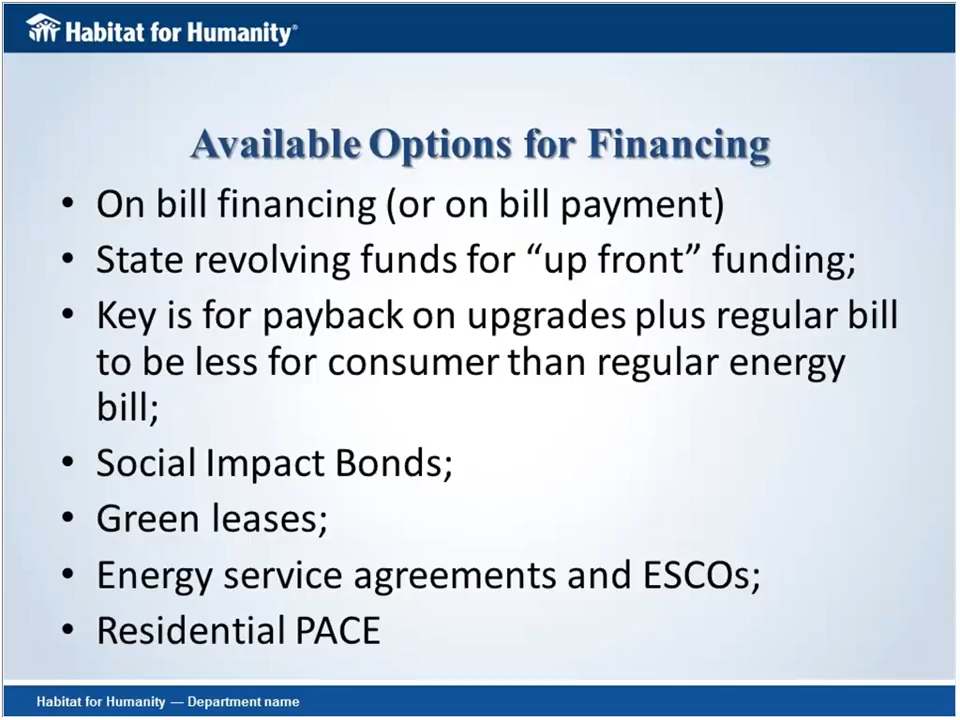 Habitat for Humanity®
Available Options for Financing
• On bill financing (or on bill payment)
• State revolving funds for “up front” funding;
• Key is for payback on upgrades plus regular bill
to be less for consumer than regular energy
bill;
• Social Impact Bonds;
• Green leases;
• Energy service agreements and ESCOs;
• Residential PACE
Habitat for Humanity — Department name